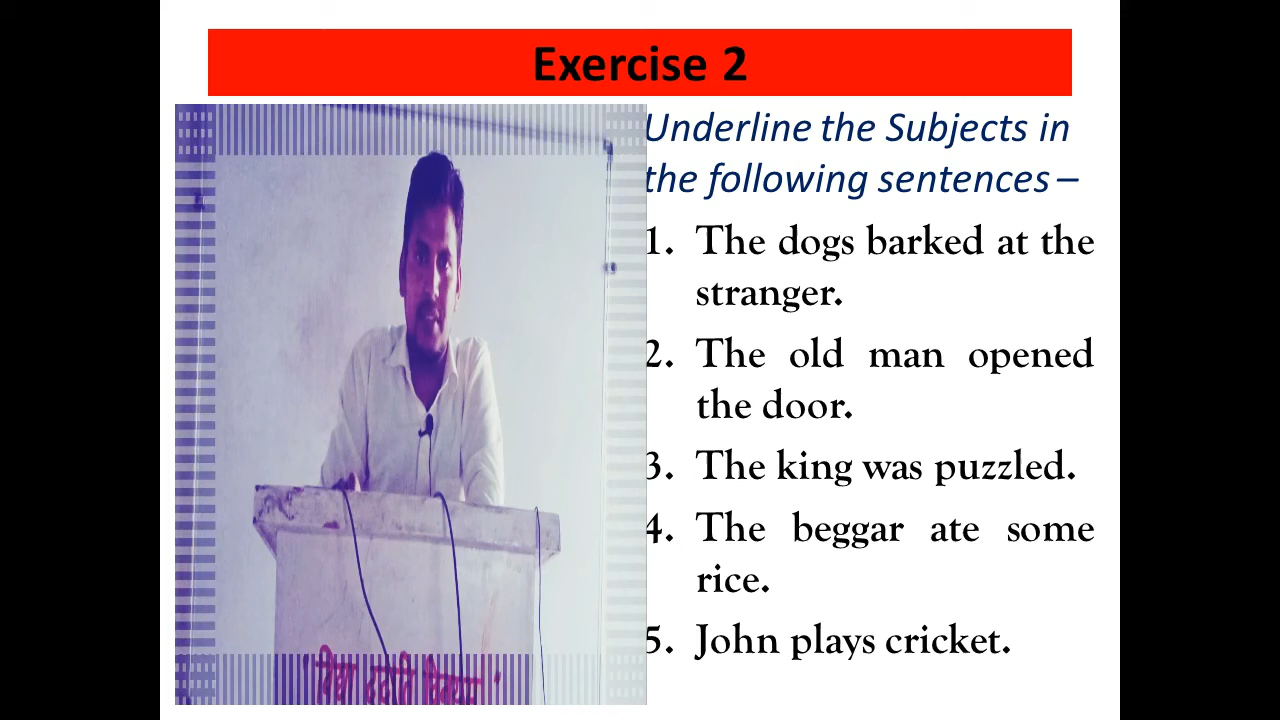 Exercise 2
Underline the Subjects in
the following sentences –
1. The dogs barked at the
stranger.
2. The old man opened
the door.
3. The king was puzzled.
4. The beggar ate some
rice.
5. John plays cricket.
विद्या ददाति विनयम्"